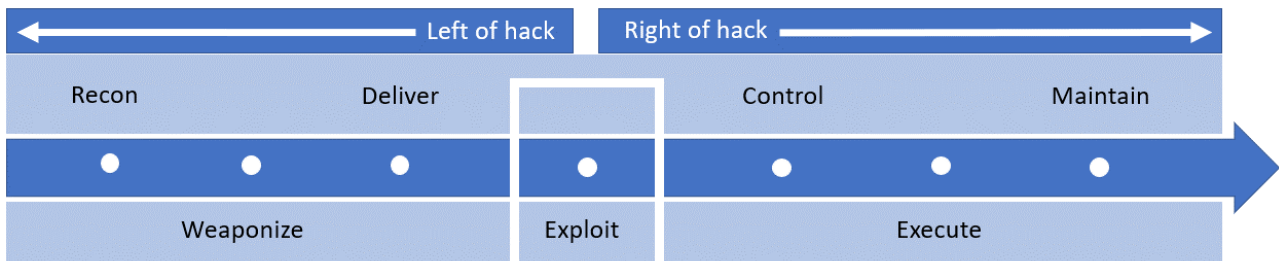 Left of hack
Right of hack
Recon
Deliver
Control
Maintain
Weaponize
Exploit
Execute